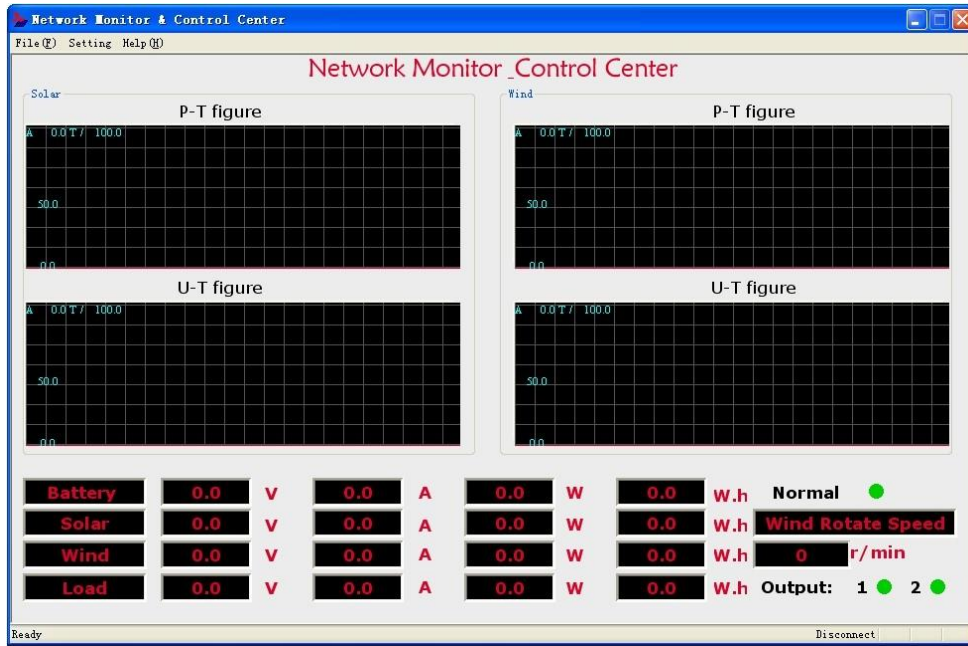 Network Monitor & Control Center
File(F) Setting Help(H)
Network Monitor_Control Center
Solar
P-T figure
A 0.0 T / 100.0
50.0
0.0
U-T figure
A 0.0 T / 100.0
50.0
0.0
Wind
P-T figure
A 0.0 T / 100.0
50.0
0.0
U-T figure
A 0.0 T / 100.0
50.0
0.0
Battery 0.0 V 0.0 A 0.0 W 0.0 W.h Normal
Solar 0.0 V 0.0 A 0.0 W 0.0 W.h Wind Rotate Speed
Wind 0.0 V 0.0 A 0.0 W 0.0 W.h 0 r/min
Load 0.0 V 0.0 A 0.0 W 0.0 W.h Output: 1 2
Ready Disconnect